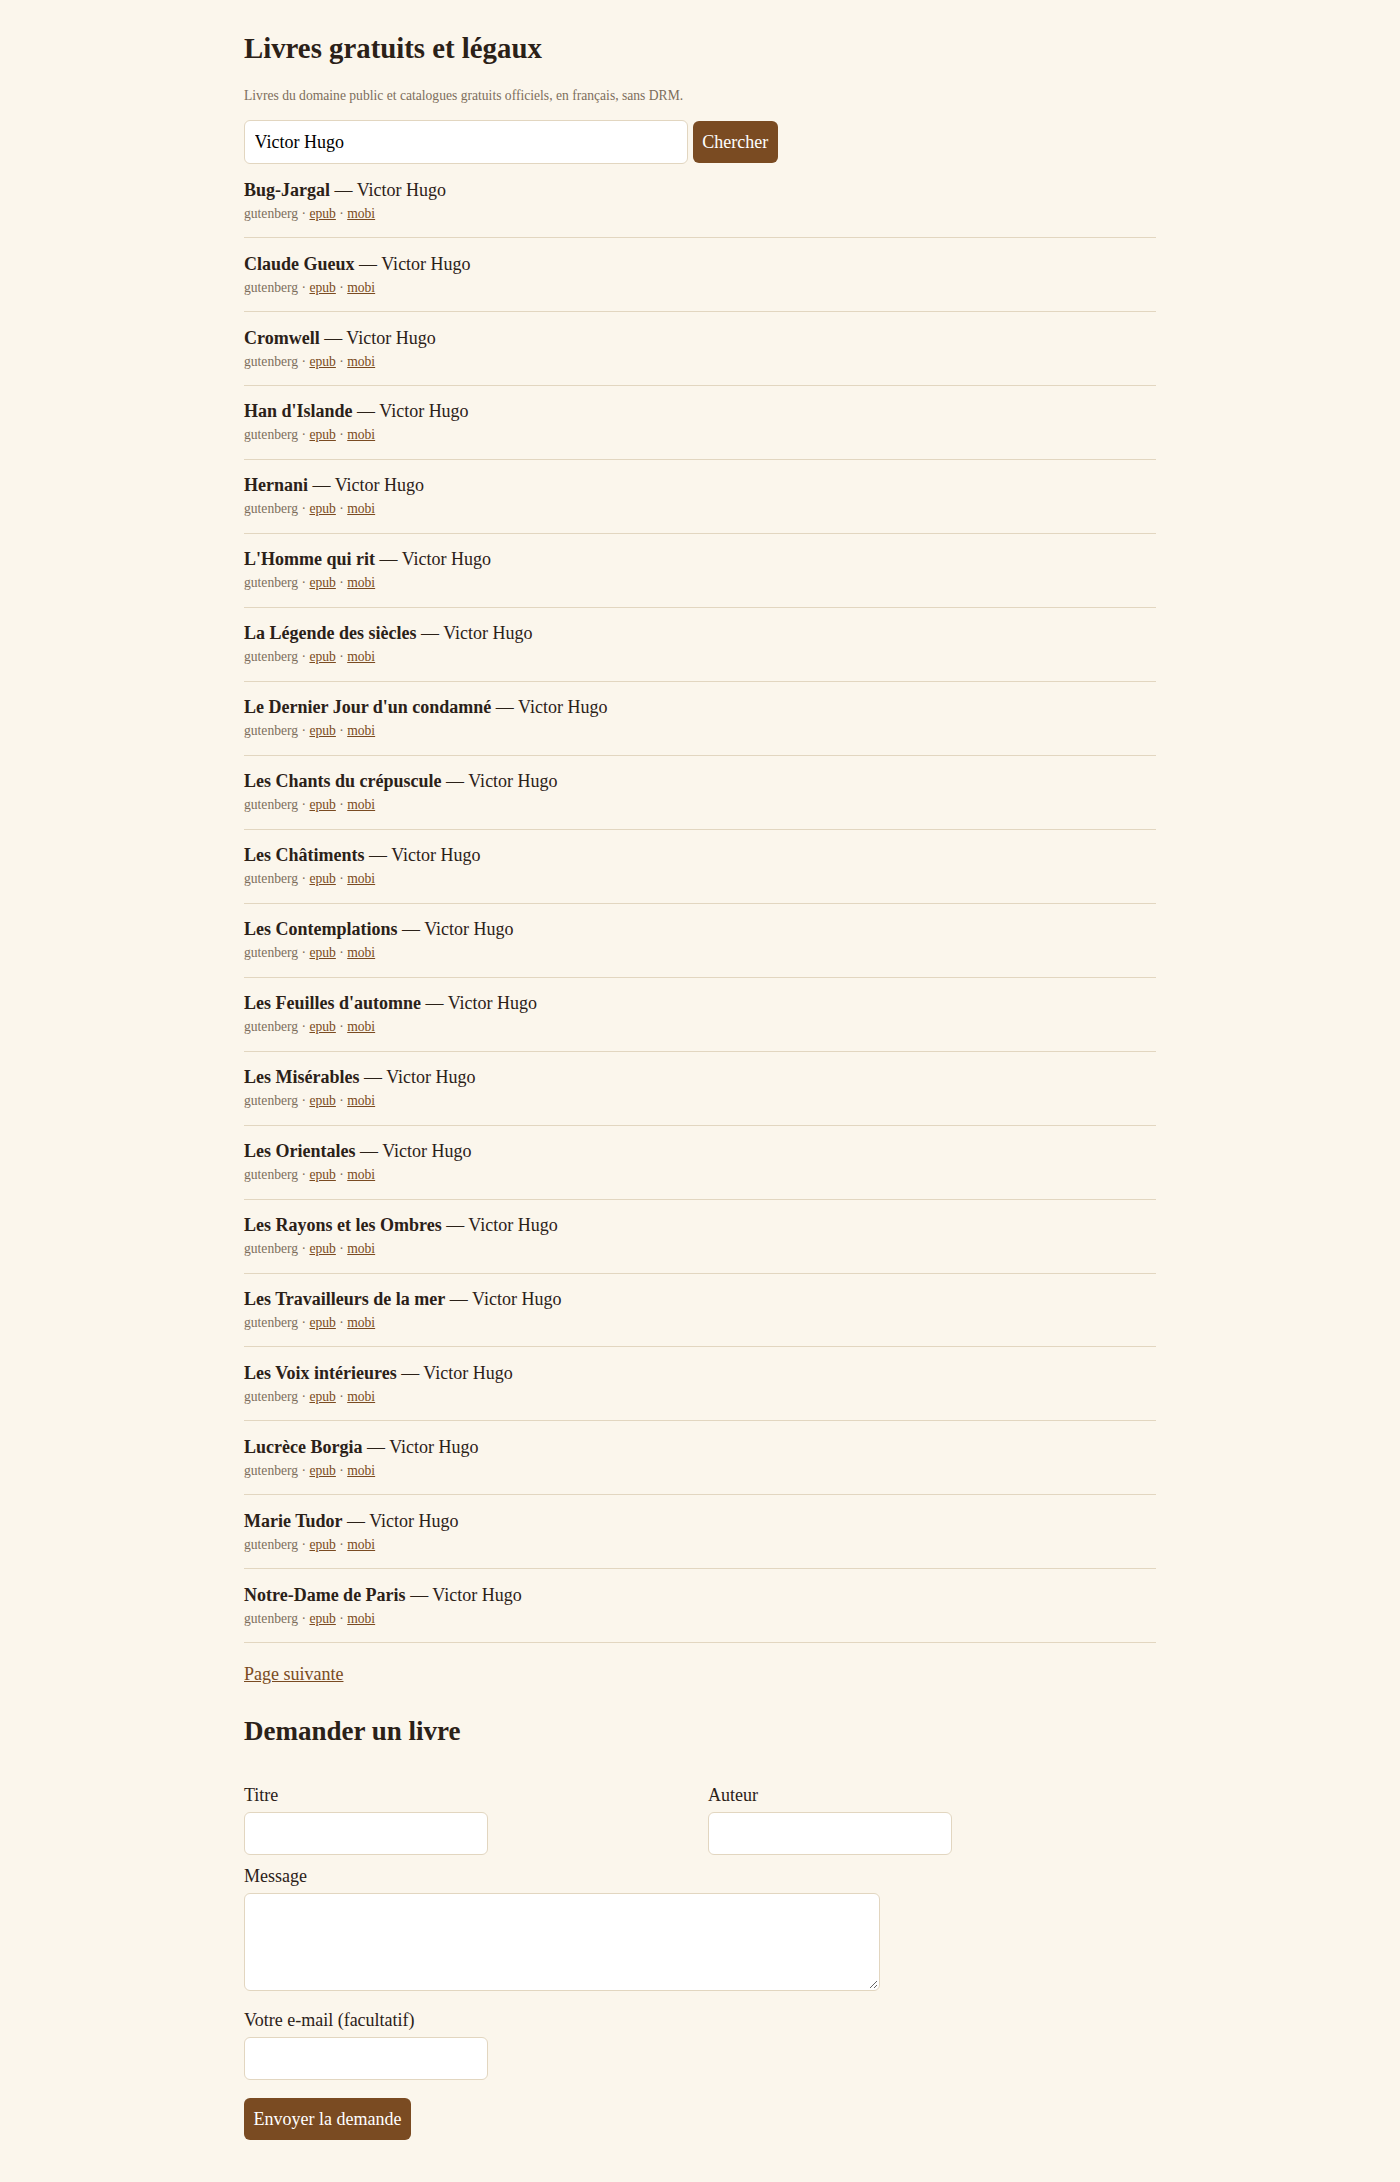 Livres gratuits et légaux
Livres du domaine public et catalogues gratuits officiels, en français, sans DRM.
Victor Hugo
Chercher
Bug-Jargal — Victor Hugo
gutenberg · epub · mobi
Claude Gueux — Victor Hugo
gutenberg · epub · mobi
Cromwell — Victor Hugo
gutenberg · epub · mobi
Han d'Islande — Victor Hugo
gutenberg · epub · mobi
Hernani — Victor Hugo
gutenberg · epub · mobi
L'Homme qui rit — Victor Hugo
gutenberg · epub · mobi
La Légende des siècles — Victor Hugo
gutenberg · epub · mobi
Le Dernier Jour d'un condamné — Victor Hugo
gutenberg · epub · mobi
Les Chants du crépuscule — Victor Hugo
gutenberg · epub · mobi
Les Châtiments — Victor Hugo
gutenberg · epub · mobi
Les Contemplations — Victor Hugo
gutenberg · epub · mobi
Les Feuilles d'automne — Victor Hugo
gutenberg · epub · mobi
Les Misérables — Victor Hugo
gutenberg · epub · mobi
Les Orientales — Victor Hugo
gutenberg · epub · mobi
Les Rayons et les Ombres — Victor Hugo
gutenberg · epub · mobi
Les Travailleurs de la mer — Victor Hugo
gutenberg · epub · mobi
Les Voix intérieures — Victor Hugo
gutenberg · epub · mobi
Lucrèce Borgia — Victor Hugo
gutenberg · epub · mobi
Marie Tudor — Victor Hugo
gutenberg · epub · mobi
Notre-Dame de Paris — Victor Hugo
gutenberg · epub · mobi
Page suivante
Demander un livre
Titre
Auteur
Message
Votre e-mail (facultatif)
Envoyer la demande